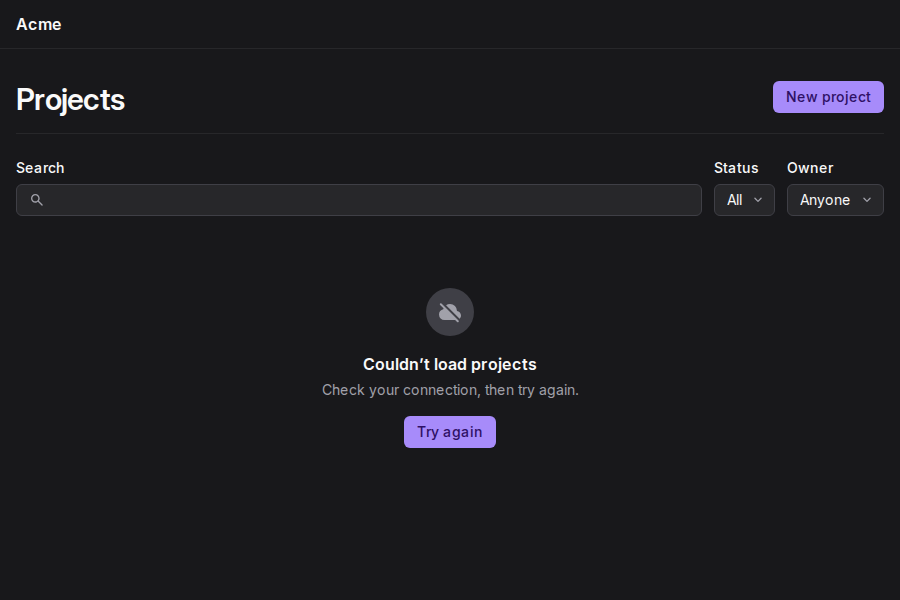 Acme
Projects
New project
Search
Status
Owner
All
Anyone
Couldn’t load projects
Check your connection, then try again.
Try again